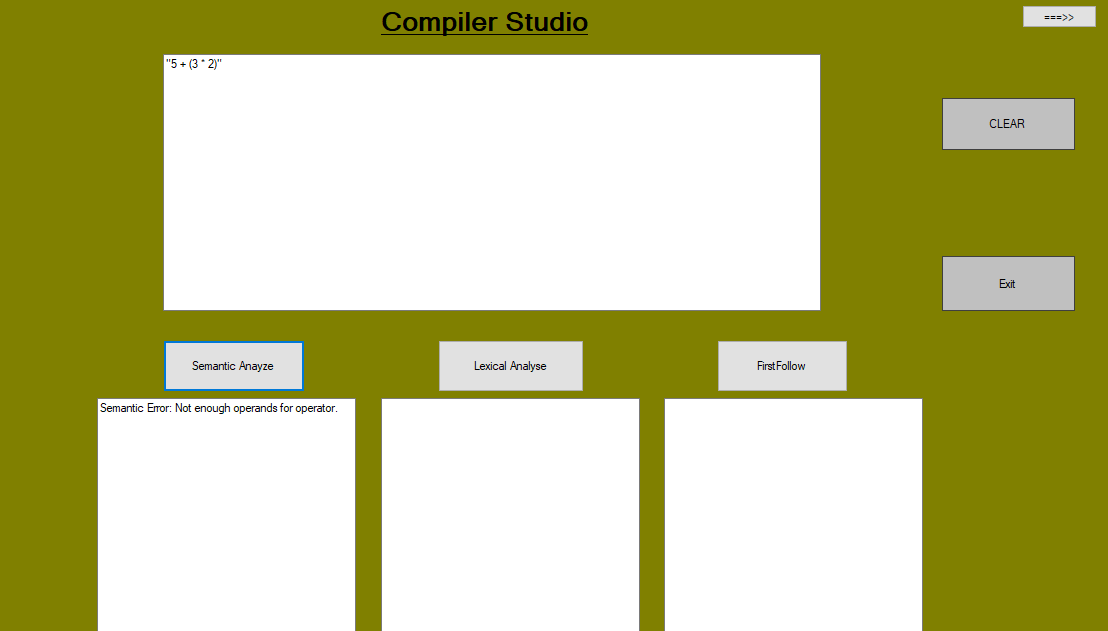 Compiler Studio
===>>
"5 + (3 * 2)"
CLEAR
Exit
Semantic Anayze
Lexical Analyse
FirstFollow
Semantic Error: Not enough operands for operator.